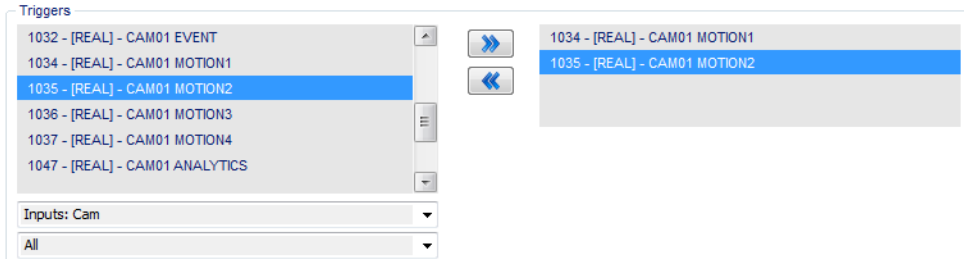 Triggers
1032 - [REAL] - CAM01 EVENT
1034 - [REAL] - CAM01 MOTION1
1035 - [REAL] - CAM01 MOTION2
1036 - [REAL] - CAM01 MOTION3
1037 - [REAL] - CAM01 MOTION4
1047 - [REAL] - CAM01 ANALYTICS
Inputs: Cam
All
1034 - [REAL] - CAM01 MOTION1
1035 - [REAL] - CAM01 MOTION2